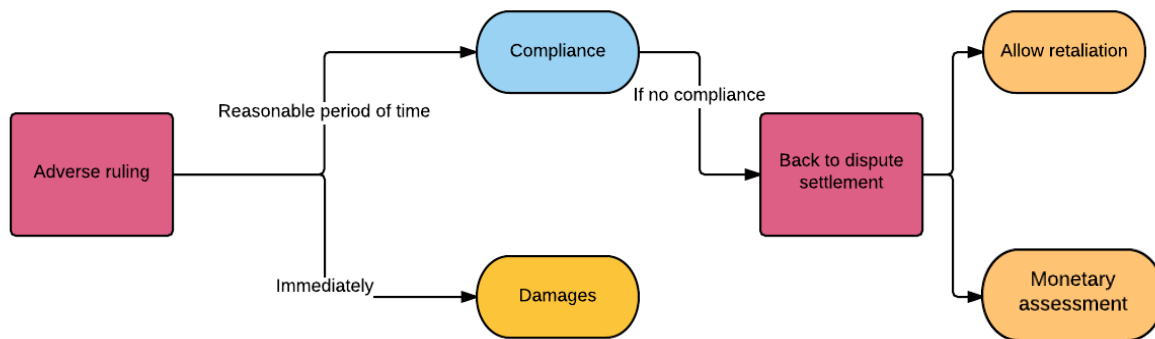 Compliance
Allow retaliation
If no compliance
Reasonable period of time
Adverse ruling
Back to dispute
settlement
Immediately
Damages
Monetary
assessment